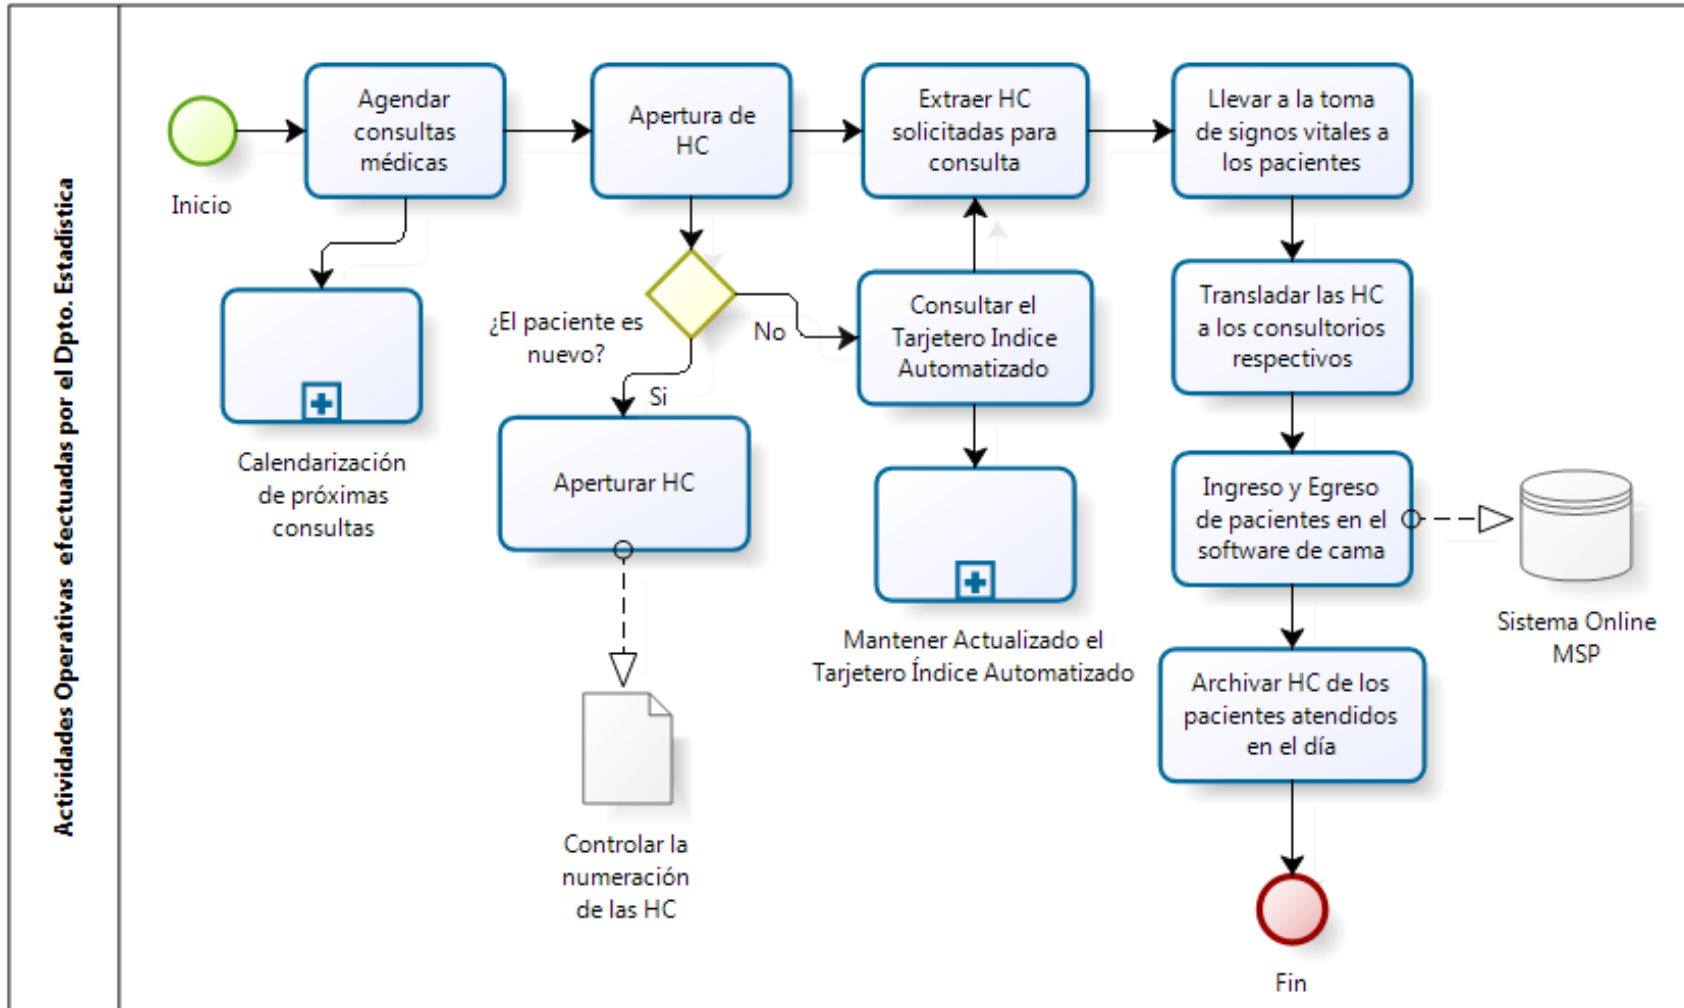 Actividades Operativas efectuadas por el Dpto. Estadística
Inicio
Agendar
consultas
médicas
Apertura de
HC
Extraer HC
solicitadas para
consulta
Llevar a la toma
de signos vitales a
los pacientes
¿El paciente es
nuevo?
No
Si
Consultar el
Tarjetero Indice
Automatizado
Transladar las HC
a los consultorios
respectivos
Calendarización
de próximas
consultas
Aperturar HC
Mantener Actualizado el
Tarjetero Índice Automatizado
Ingreso y Egreso
de pacientes en el
software de cama
Sistema Online
MSP
Archivar HC de los
pacientes atendidos
en el día
Controlar la
numeración
de las HC
Fin